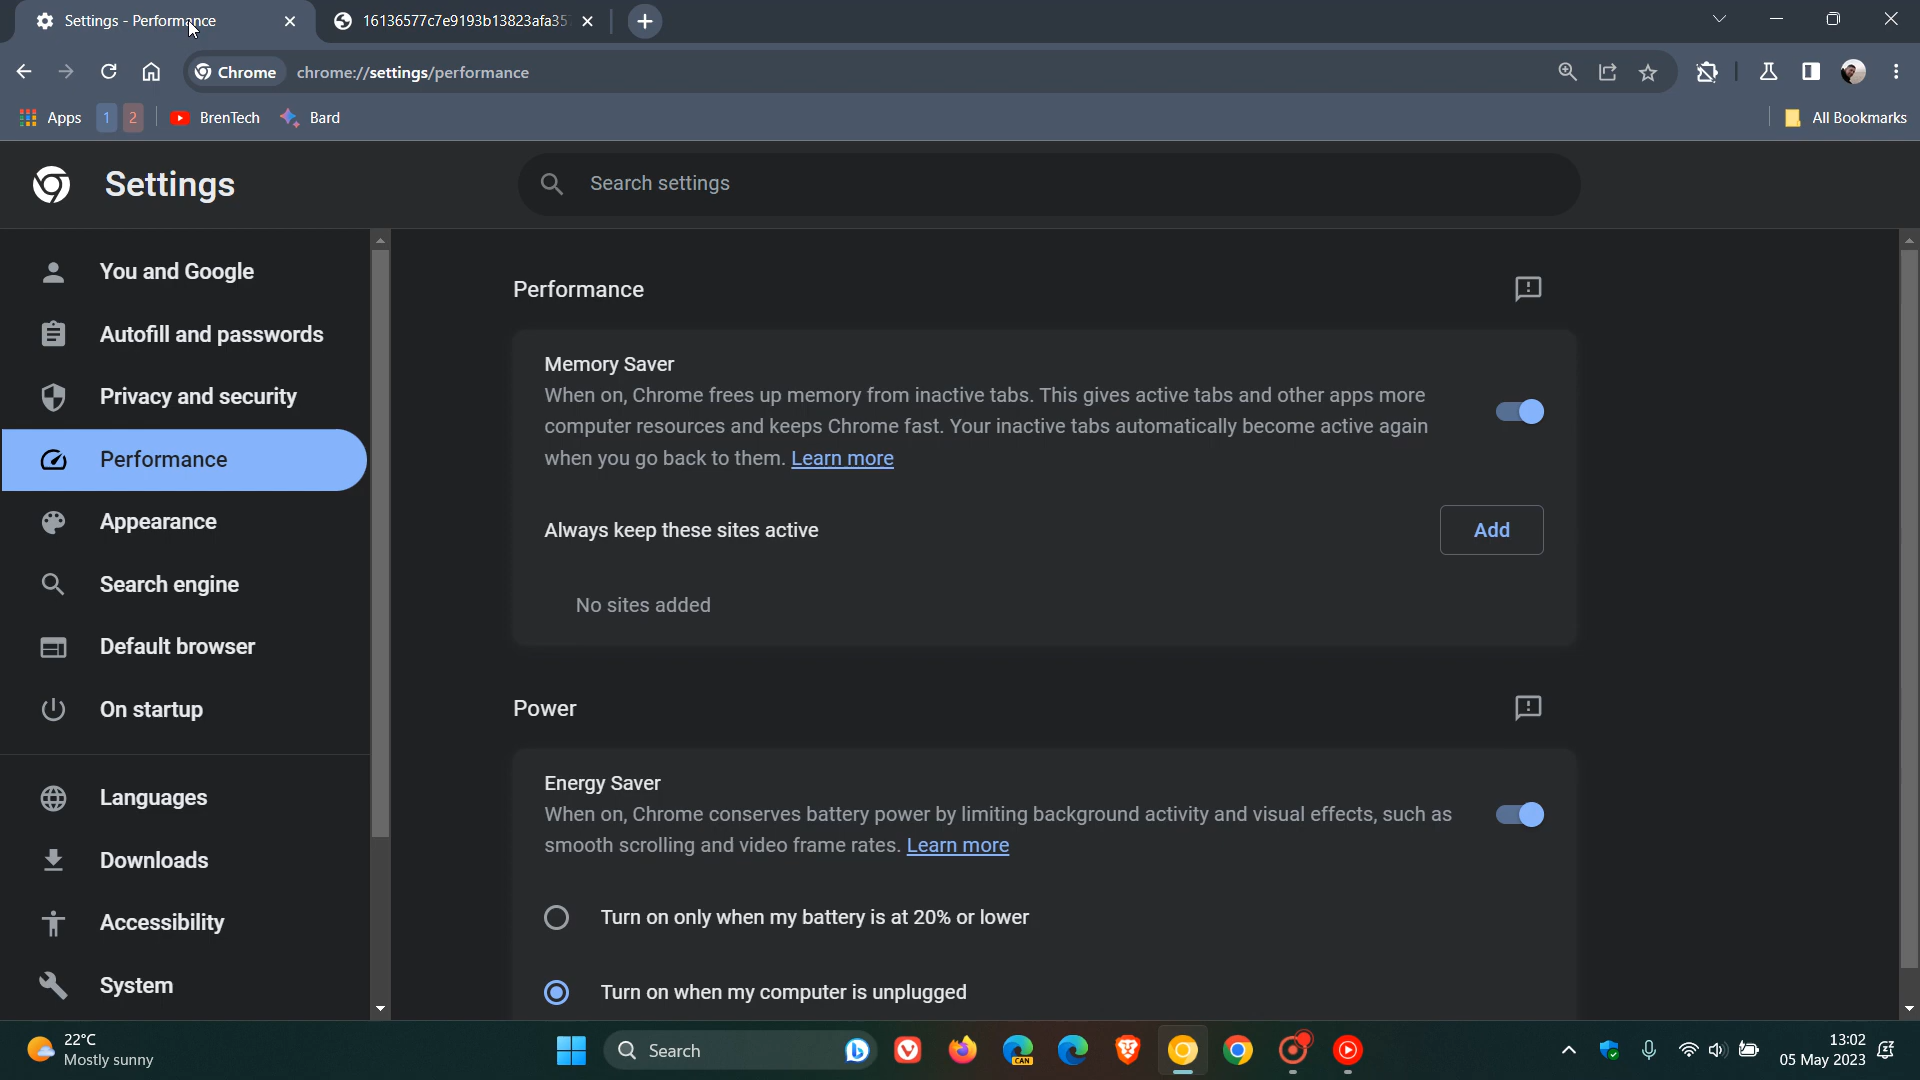 Settings - Performance
16136577c7e9193b13823afa35
Chrome
chrome://settings/performance
Apps
1
2
BrenTech
Bard
All Bookmarks
Settings
Search settings
You and Google
Autofill and passwords
Privacy and security
Performance
Appearance
Search engine
Default browser
On startup
Languages
Downloads
Accessibility
System
Performance
Memory Saver
When on, Chrome frees up memory from inactive tabs. This gives active tabs and other apps more
computer resources and keeps Chrome fast. Your inactive tabs automatically become active again
when you go back to them. Learn more
Always keep these sites active
Add
No sites added
Power
Energy Saver
When on, Chrome conserves battery power by limiting background activity and visual effects, such as
smooth scrolling and video frame rates. Learn more
Turn on only when my battery is at 20% or lower
Turn on when my computer is unplugged
22°C
Mostly sunny
Search
CAN
13:02
05 May 2023